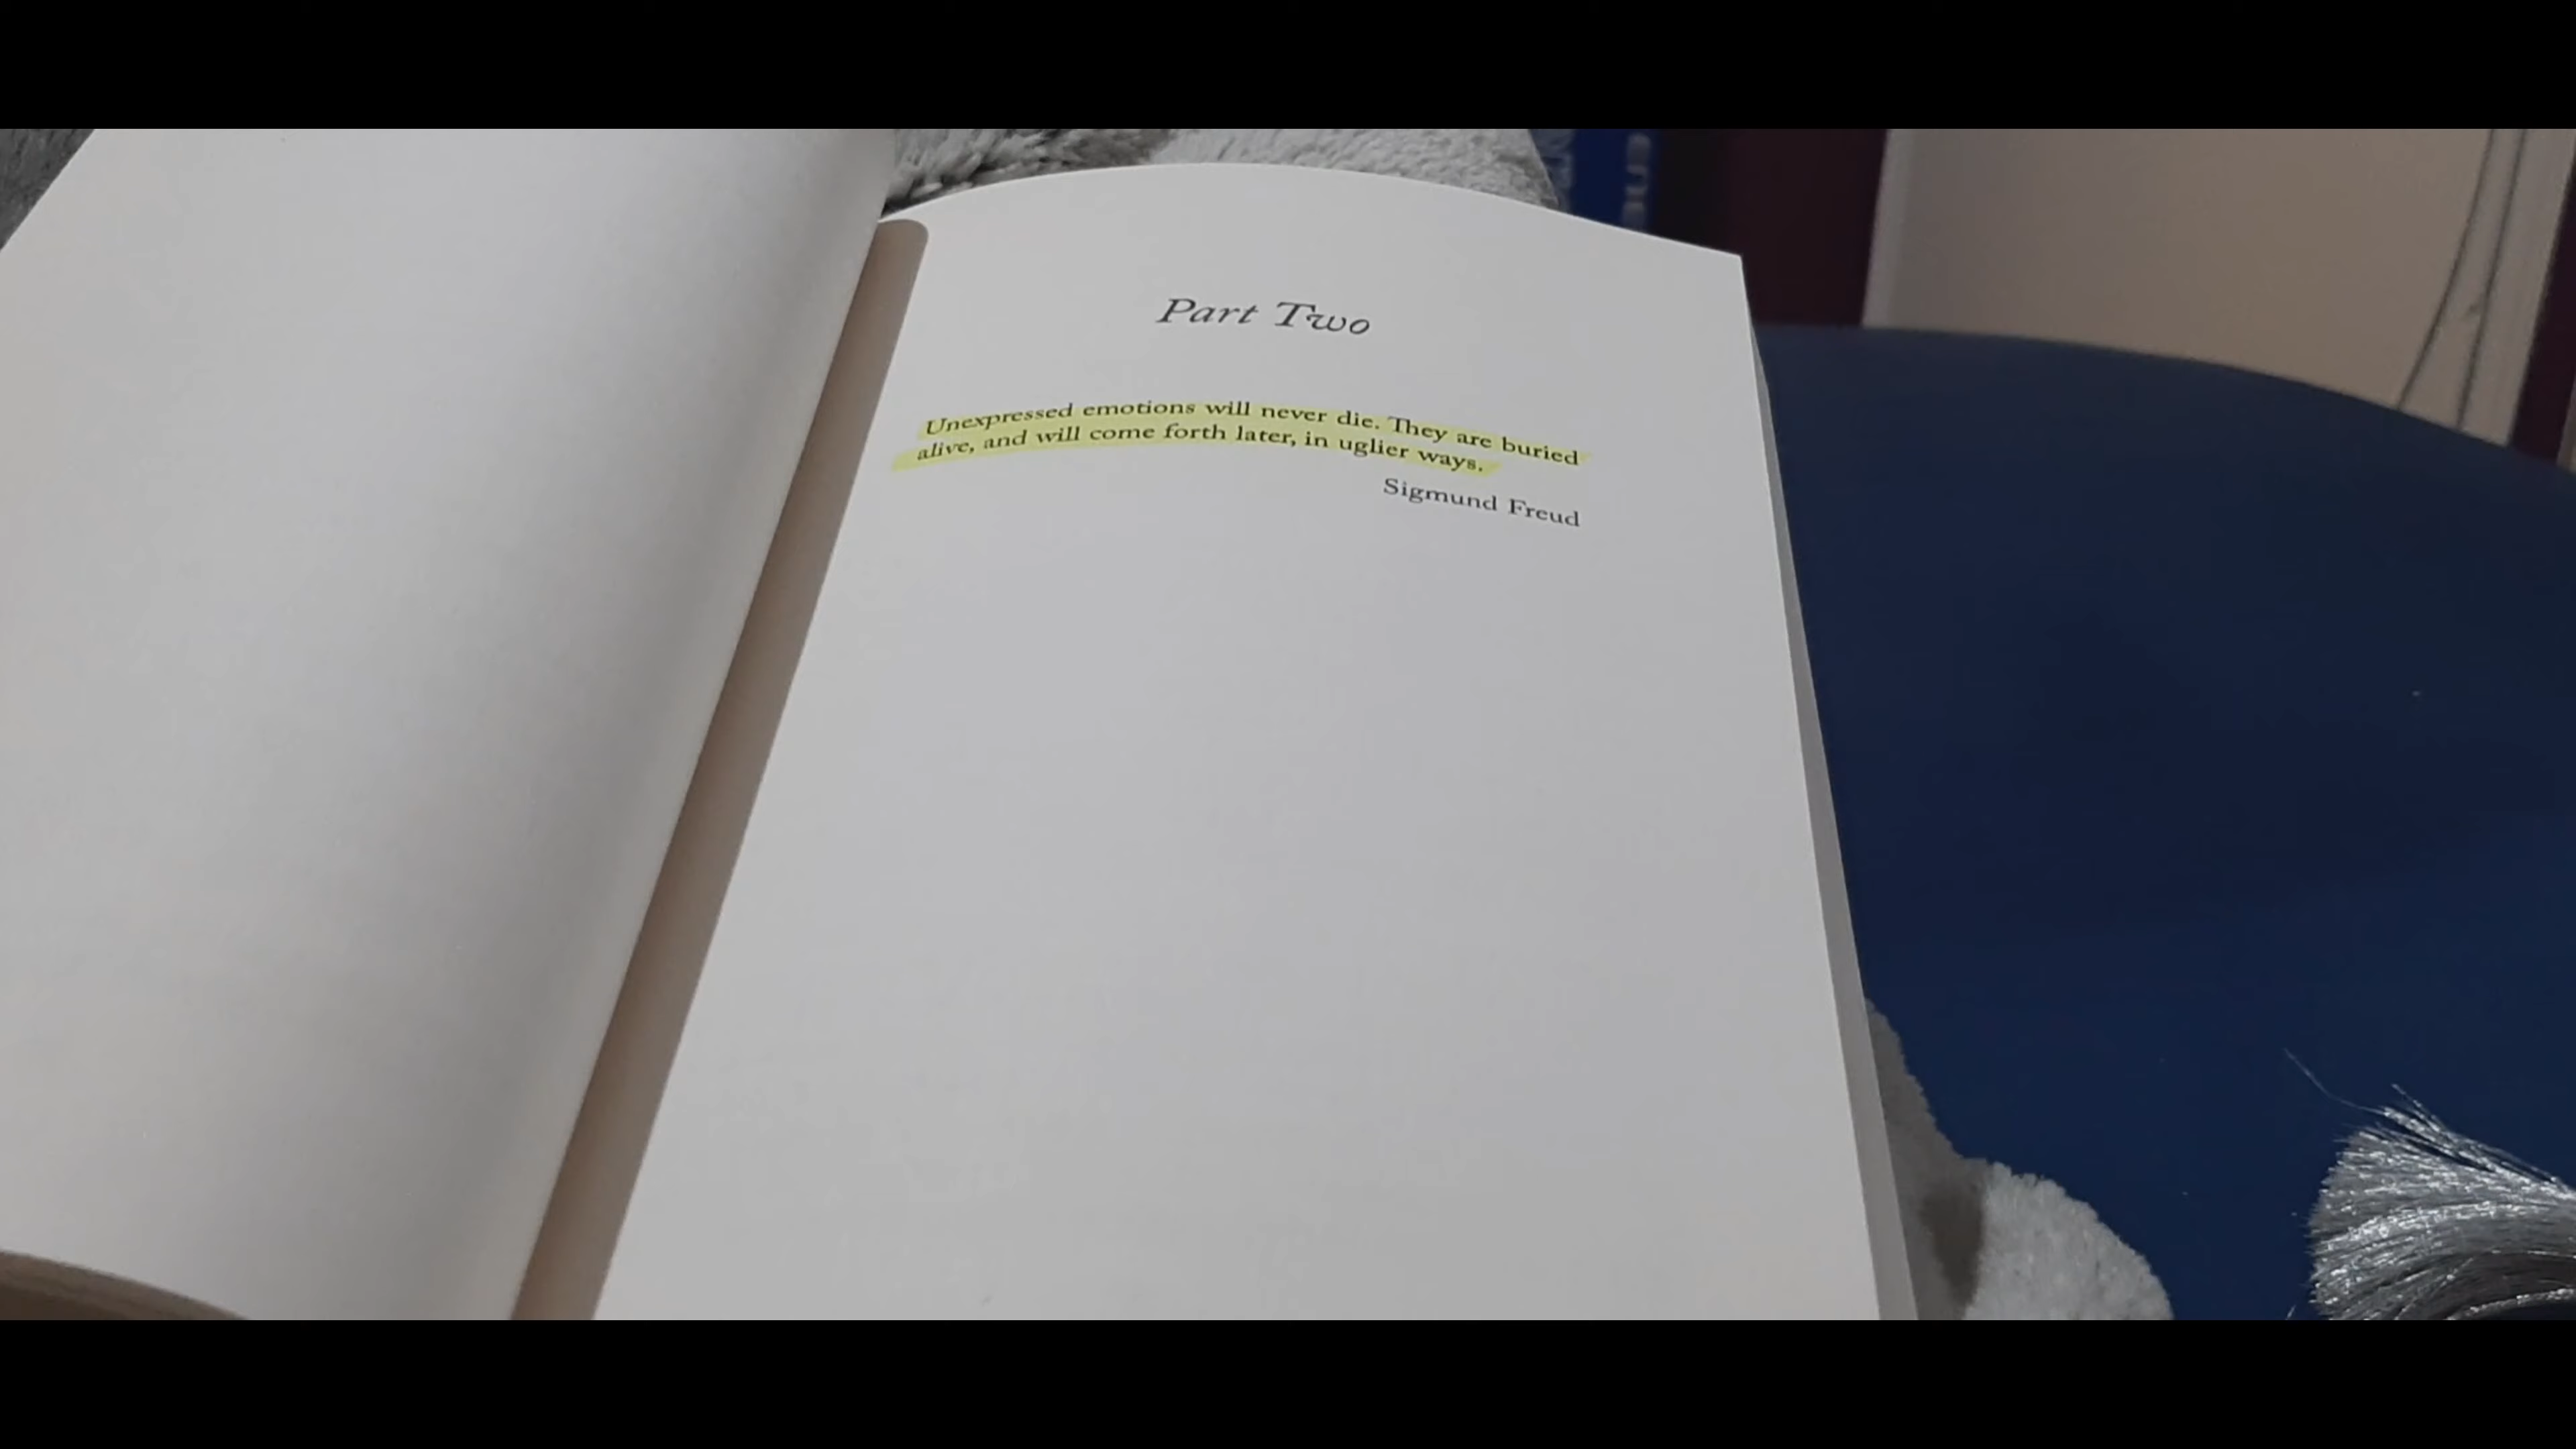 Part Two
Unexpressed emotions will never die. They are buried
alive, and will come forth later, in uglier ways.
Sigmund Freud